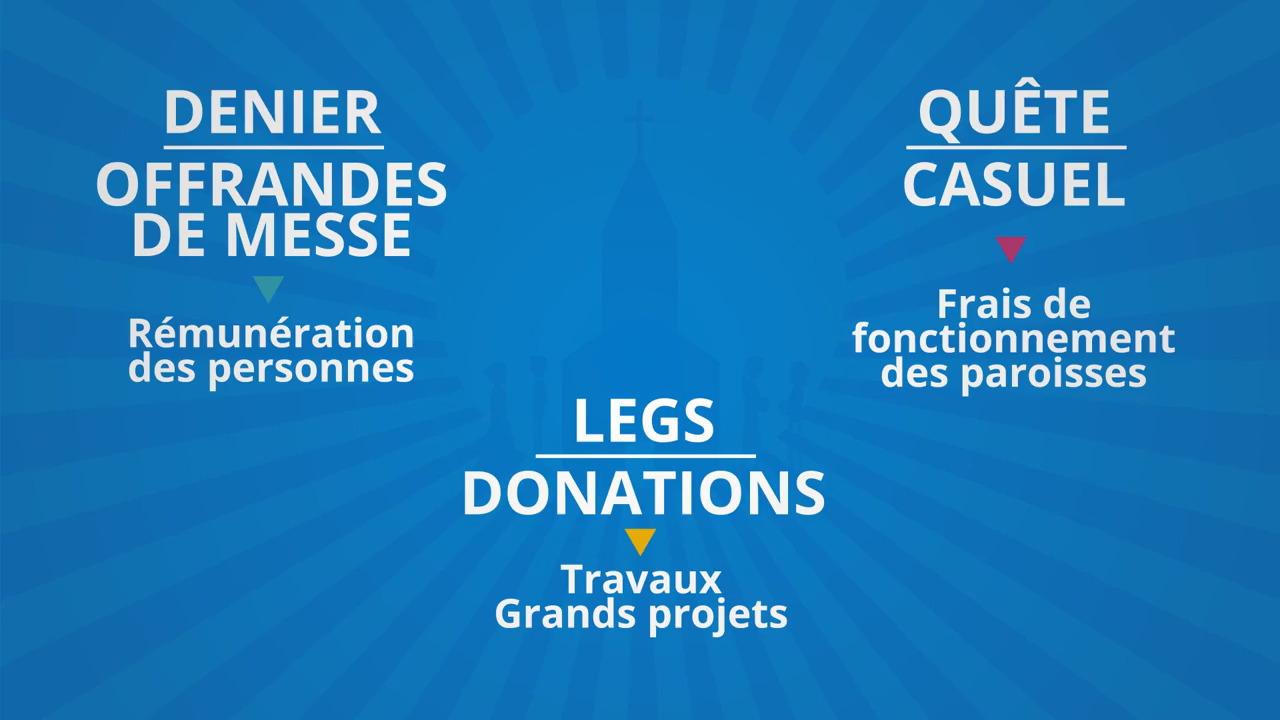 DENIER
OFFRANDES
DE MESSE
Rémunération
des personnes
QUÊTE
CASUEL
Frais de
fonctionnement
des paroisses
LEGS
DONATIONS
Travaux
Grands projets